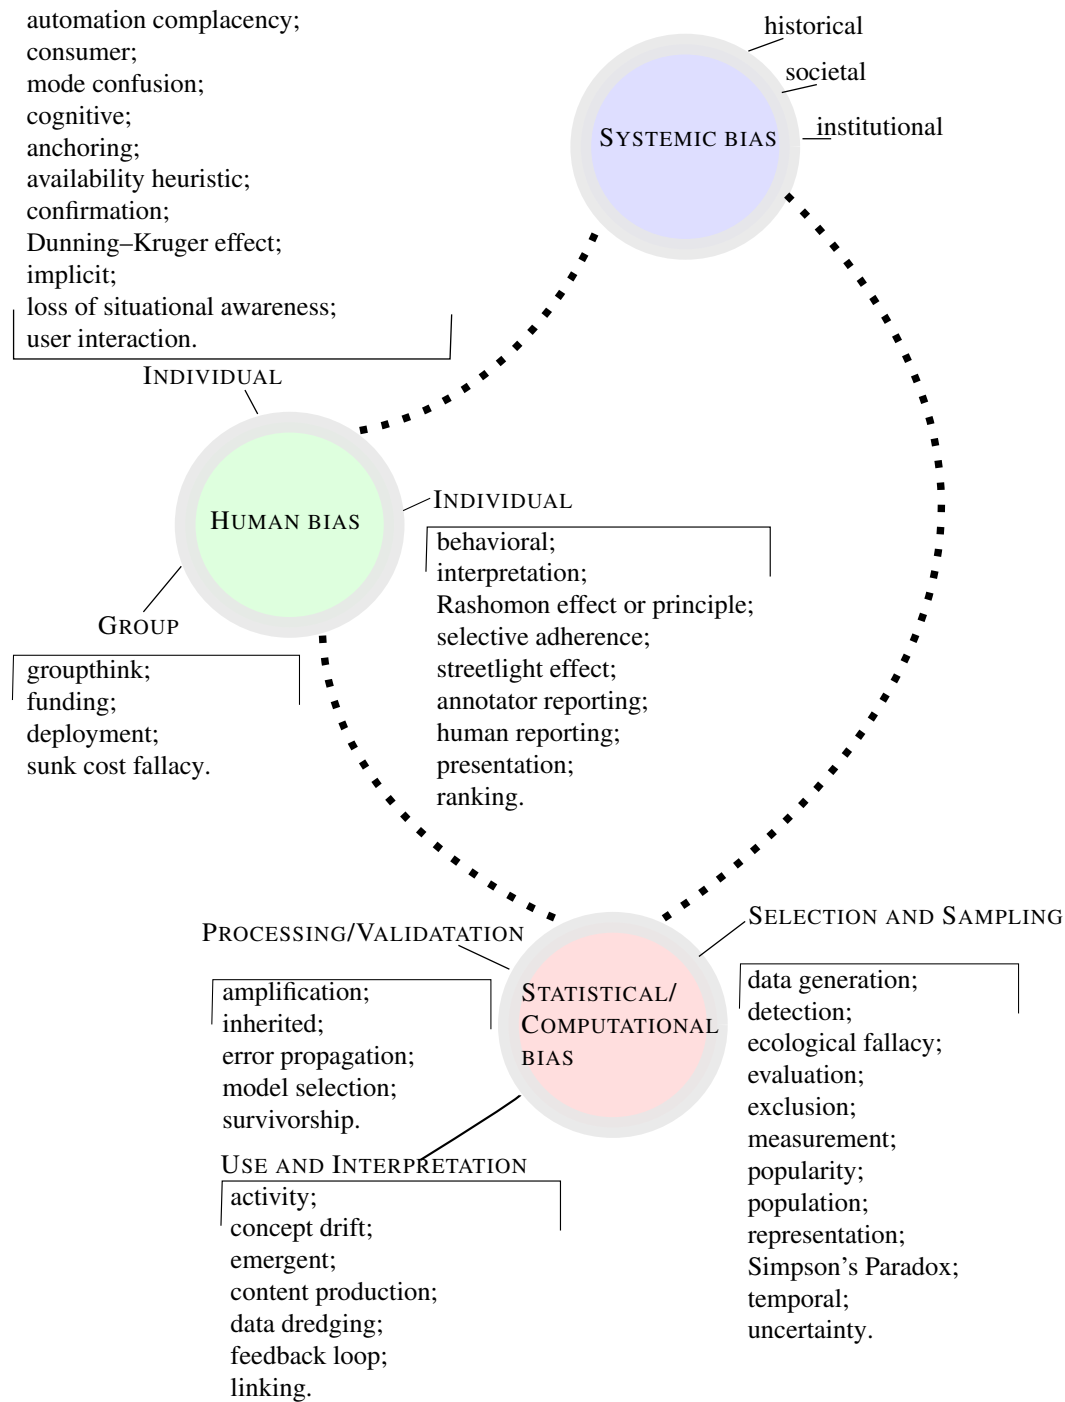 automation complacency;
consumer;
mode confusion;
cognitive;
anchoring;
availability heuristic;
confirmation;
Dunning–Kruger effect;
implicit;
loss of situational awareness;
user interaction.
INDIVIDUAL
historical
societal
institutional
SYSTEMIC BIAS
HUMAN BIAS
INDIVIDUAL
behavioral;
interpretation;
Rashomon effect or principle;
selective adherence;
streetlight effect;
annotator reporting;
human reporting;
presentation;
ranking.
GROUP
groupthink;
funding;
deployment;
sunk cost fallacy.
PROCESSING/VALIDATATION
amplification;
inherited;
error propagation;
model selection;
survivorship.
STATISTICAL/
COMPUTATIONAL
BIAS
SELECTION AND SAMPLING
data generation;
detection;
ecological fallacy;
evaluation;
exclusion;
measurement;
popularity;
population;
representation;
Simpson's Paradox;
temporal;
uncertainty.
USE AND INTERPRETATION
activity;
concept drift;
emergent;
content production;
data dredging;
feedback loop;
linking.